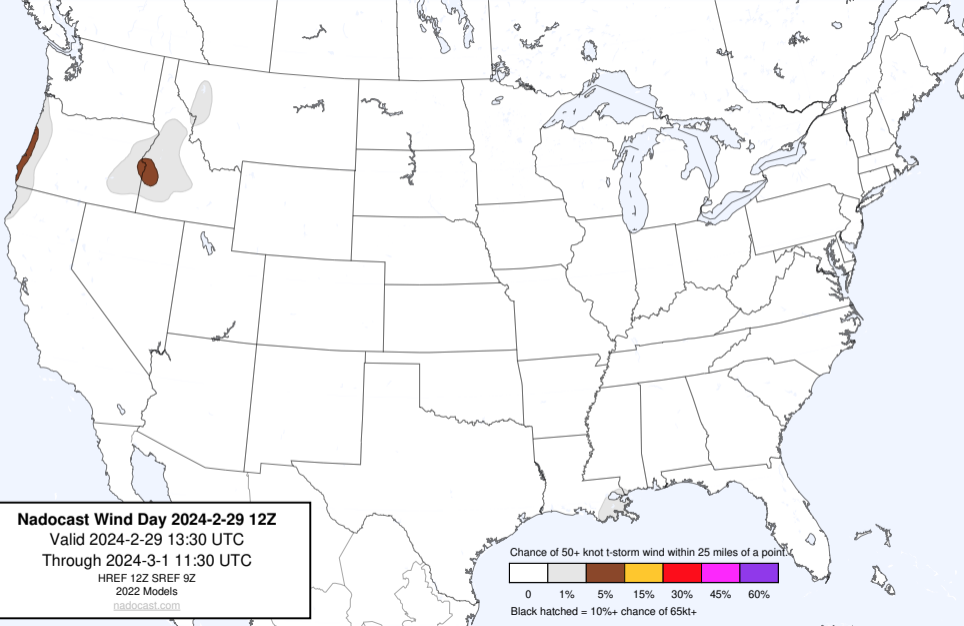 Nadocast Wind Day 2024-2-29 12Z
Valid 2024-2-29 13:30 UTC
Through 2024-3-1 11:30 UTC
HREF 12Z SREF 9Z
2022 Models
nadocast.com
Chance of 50+ knot t-storm wind within 25 miles of a point.
0 1% 5% 15% 30% 45% 60%
Black hatched = 10%+ chance of 65kt+